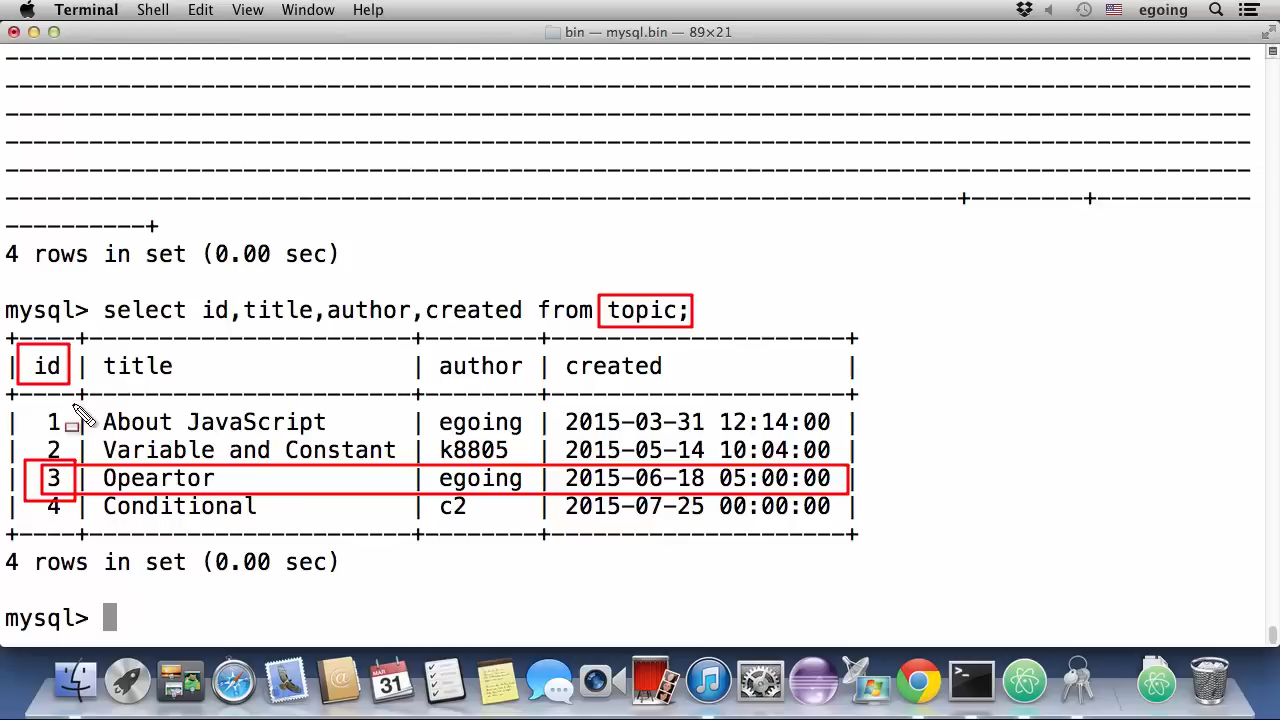 Terminal Shell Edit View Window Help egoing
bin — mysql.bin — 89×21
-----------------------------------------------------------------------------------------
-----------------------------------------------------------------------------------------
-----------------------------------------------------------------------------------------
-----------------------------------------------------------------------------------------
-----------------------------------------------------------------------------------------
--------------------------------------------------------------------+--------+-----------
----------+
4 rows in set (0.00 sec)
mysql> select id,title,author,created from topic;
+----+-----------------------+--------+---------------------+
| id | title | author | created |
+----+-----------------------+--------+---------------------+
| 1 | About JavaScript | egoing | 2015-03-31 12:14:00 |
| 2 | Variable and Constant | k8805 | 2015-05-14 10:04:00 |
| 3 | Opeartor | egoing | 2015-06-18 05:00:00 |
| 4 | Conditional | c2 | 2015-07-25 00:00:00 |
+----+-----------------------+--------+---------------------+
4 rows in set (0.00 sec)
mysql>
31